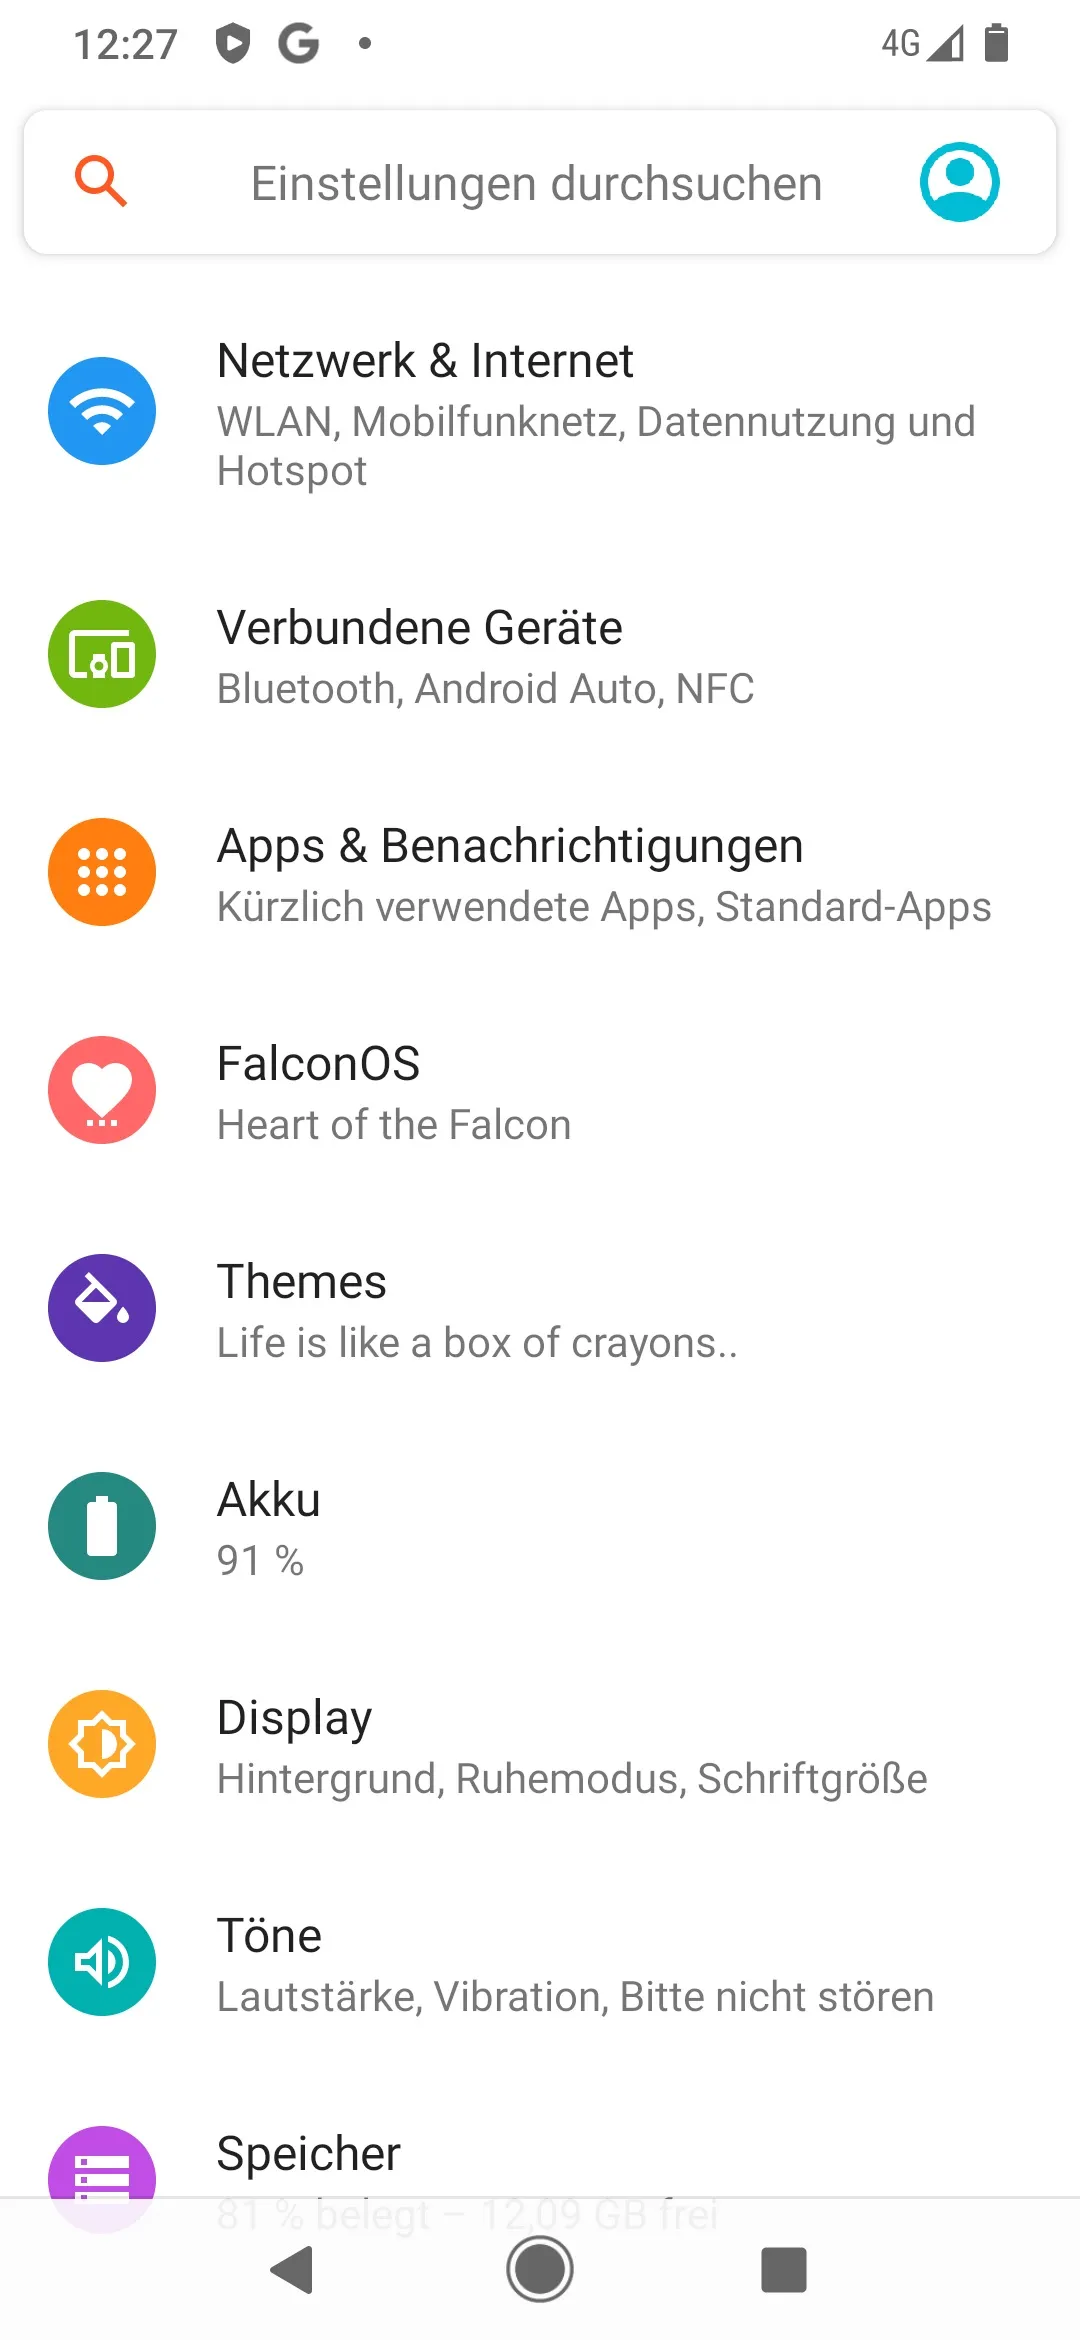 12:27
4G
Einstellungen durchsuchen
Netzwerk & Internet
WLAN, Mobilfunknetz, Datennutzung und
Hotspot
Verbundene Geräte
Bluetooth, Android Auto, NFC
Apps & Benachrichtigungen
Kürzlich verwendete Apps, Standard-Apps
FalconOS
Heart of the Falcon
Themes
Life is like a box of crayons..
Akku
91 %
Display
Hintergrund, Ruhemodus, Schriftgröße
Töne
Lautstärke, Vibration, Bitte nicht stören
Speicher
81 % belegt – 12,09 GB frei